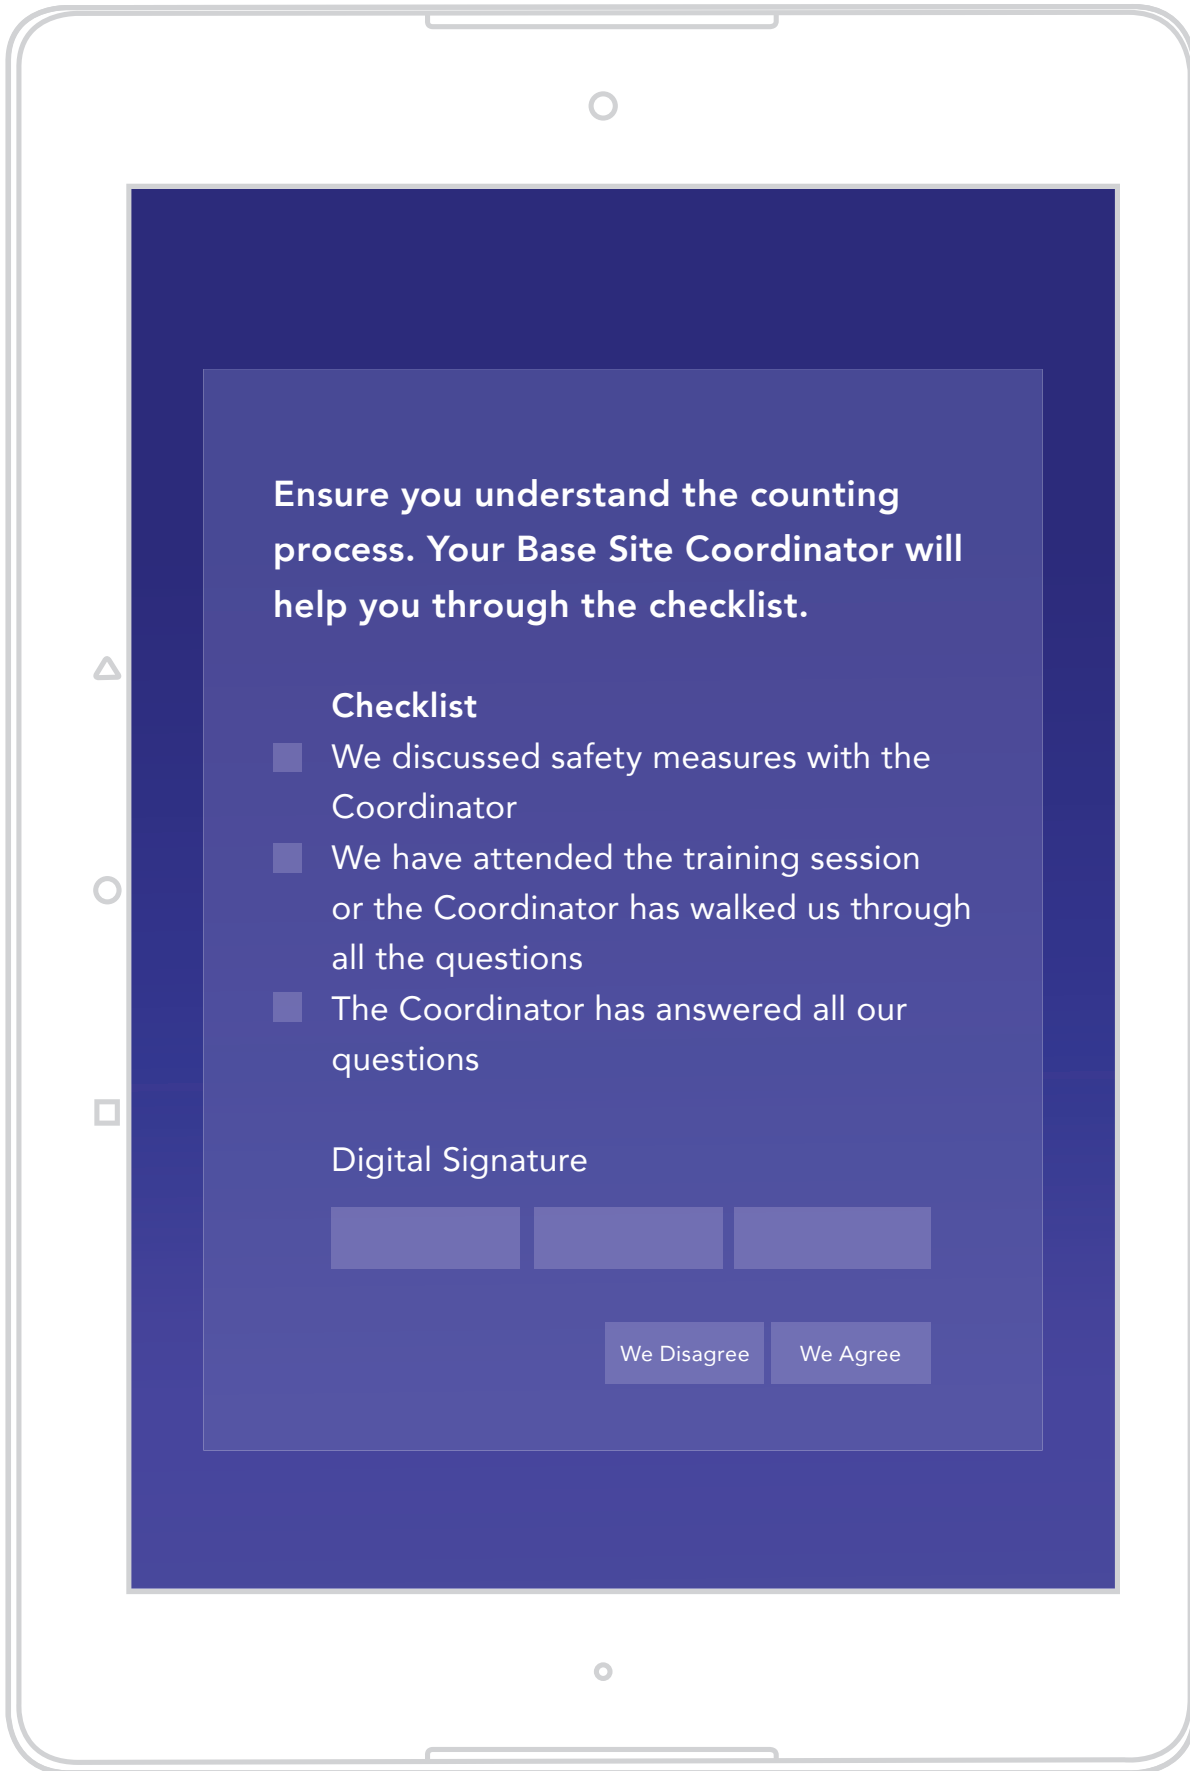 Ensure you understand the counting
process. Your Base Site Coordinator will
help you through the checklist.
Checklist
We discussed safety measures with the
Coordinator
We have attended the training session
or the Coordinator has walked us through
all the questions
The Coordinator has answered all our
questions
Digital Signature
We Disagree
We Agree